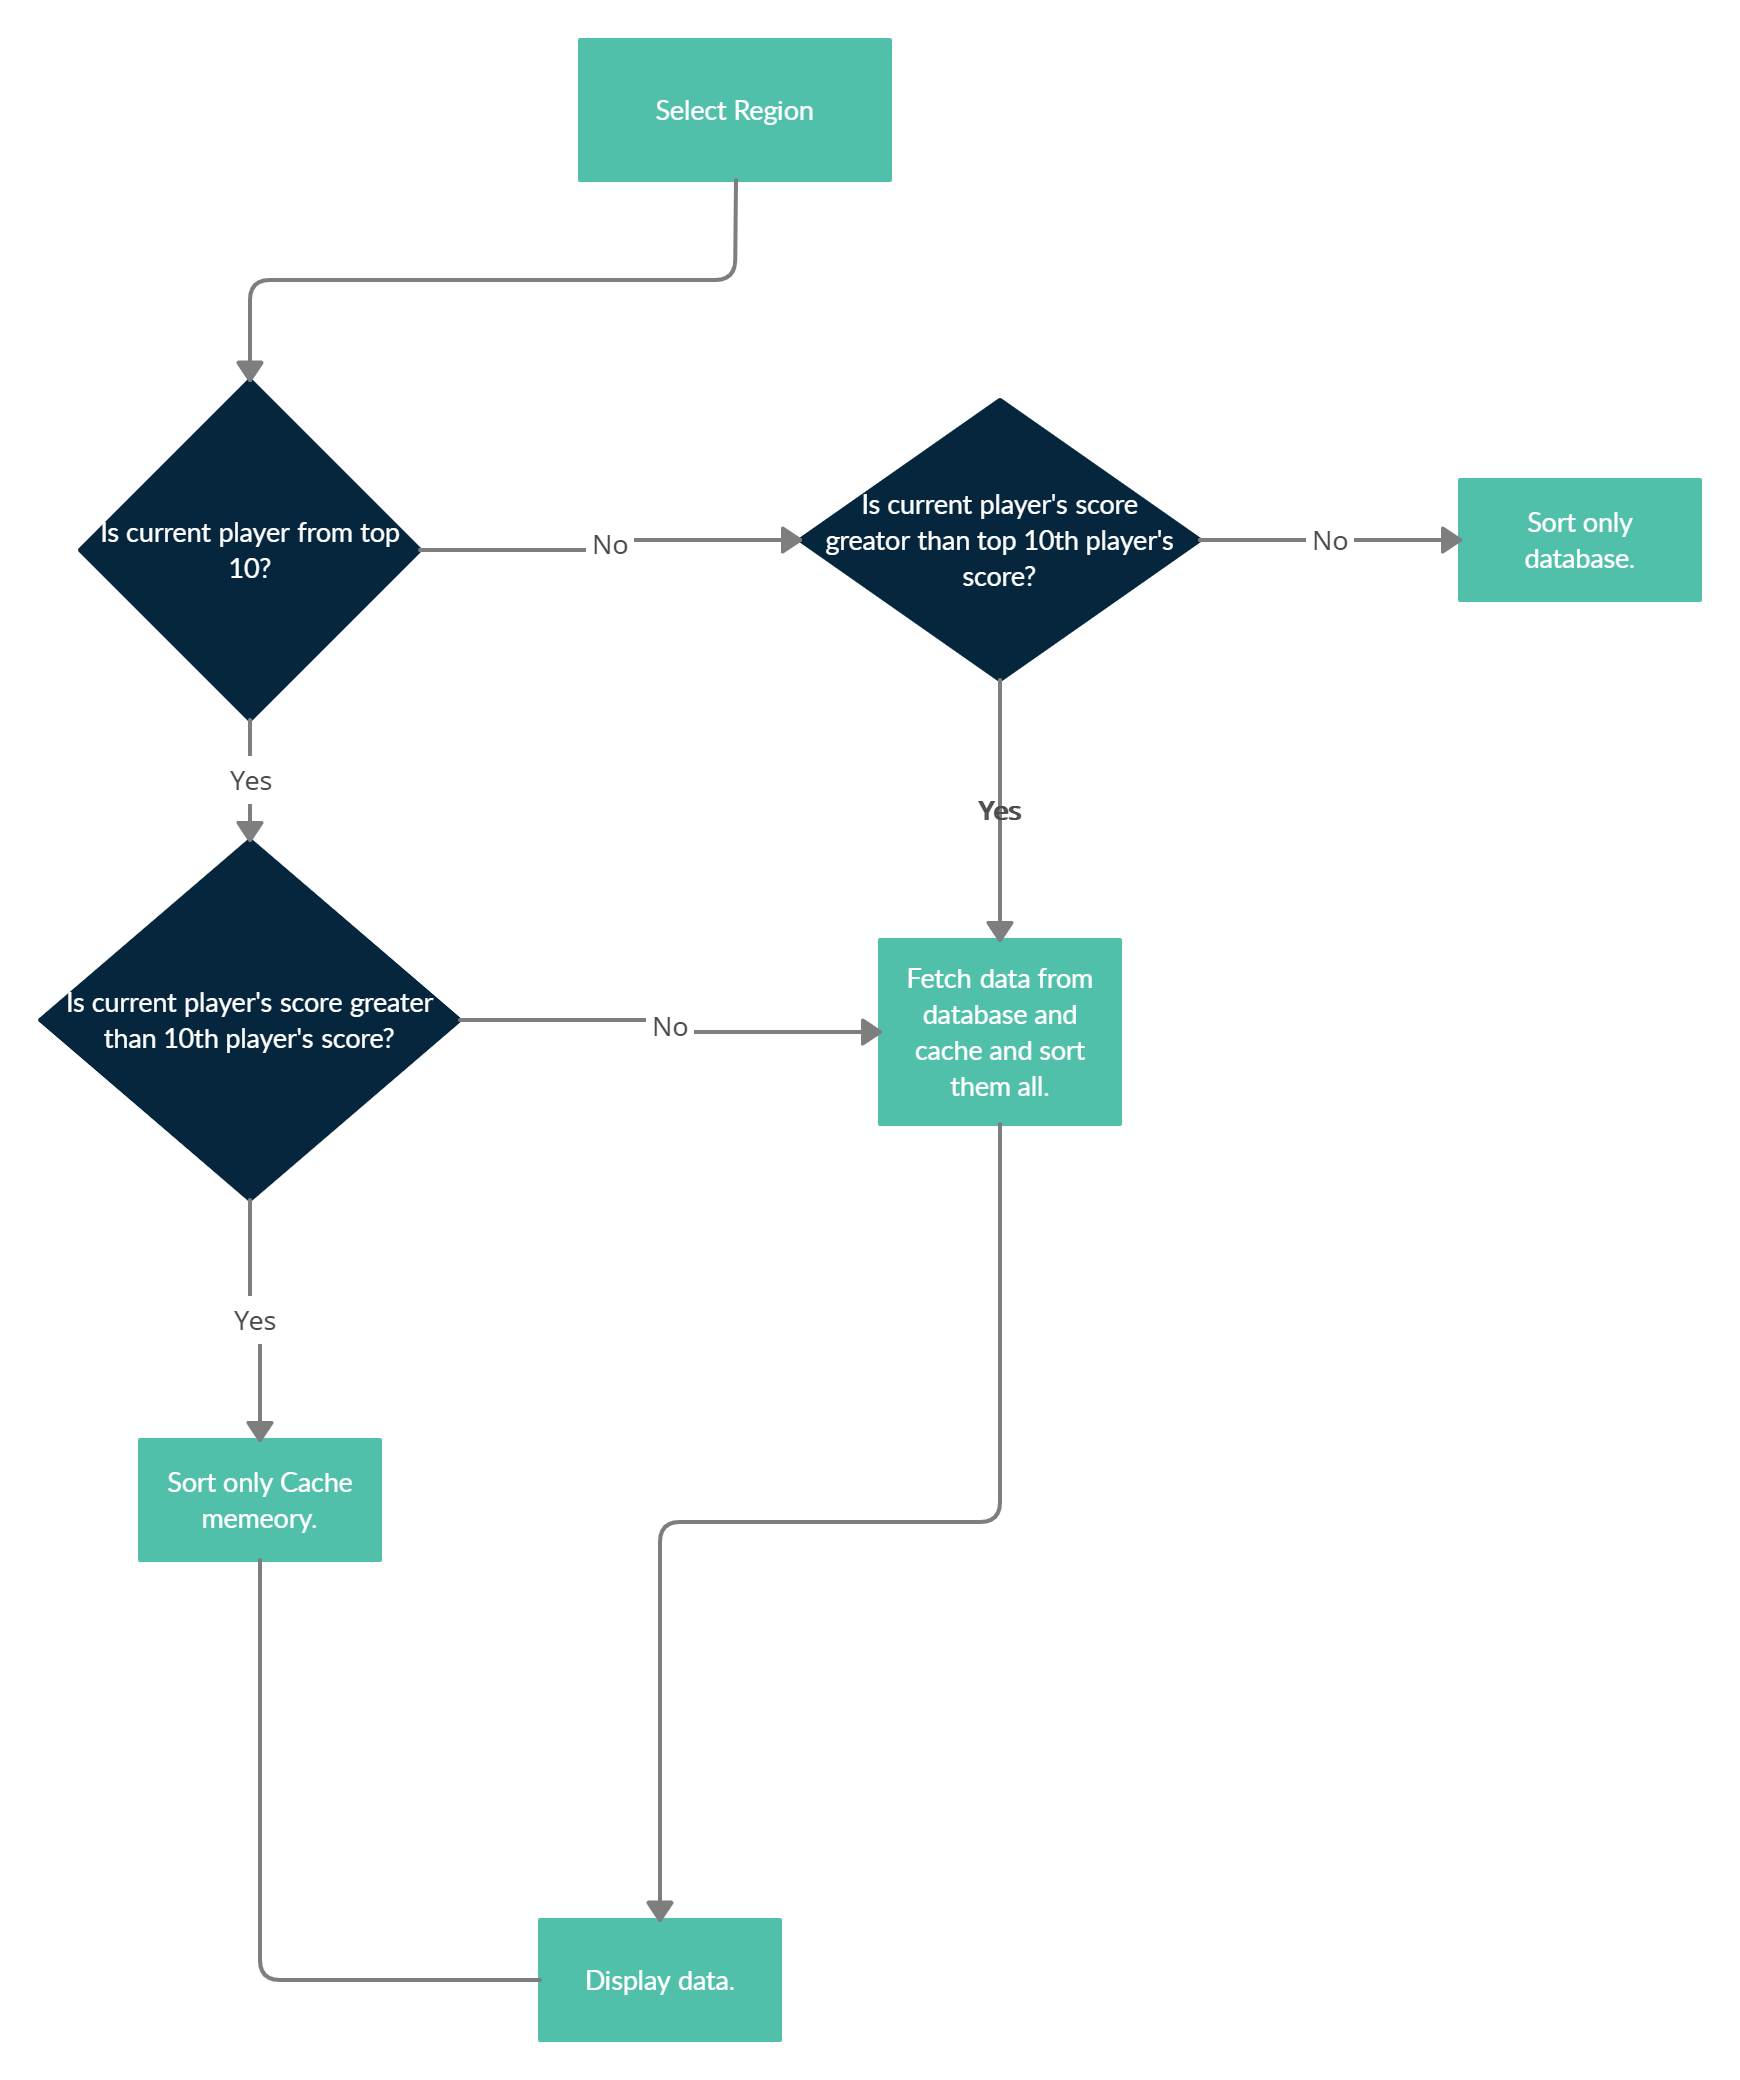 Select Region
Is current player from top
10?
No
Is current player's score
greator than top 10th player's
score?
No
Sort only
database.
Yes
Yes
Is current player's score greater
than 10th player's score?
No
Fetch data from
database and
cache and sort
them all.
Yes
Sort only Cache
memeory.
Display data.